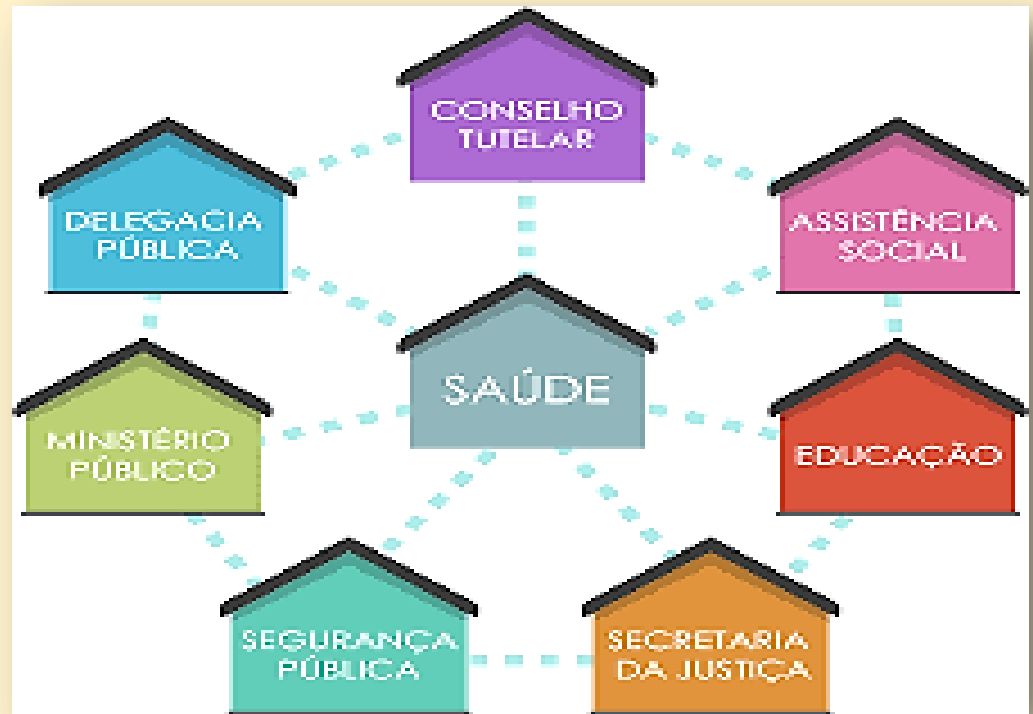 CONSELHO
TUTELAR
DELEGACIA
PÚBLICA
ASSISTÊNCIA
SOCIAL
SAÚDE
MINISTÉRIO
PÚBLICO
EDUCAÇÃO
SEGURANÇA
PÚBLICA
SECRETARIA
DA JUSTIÇA